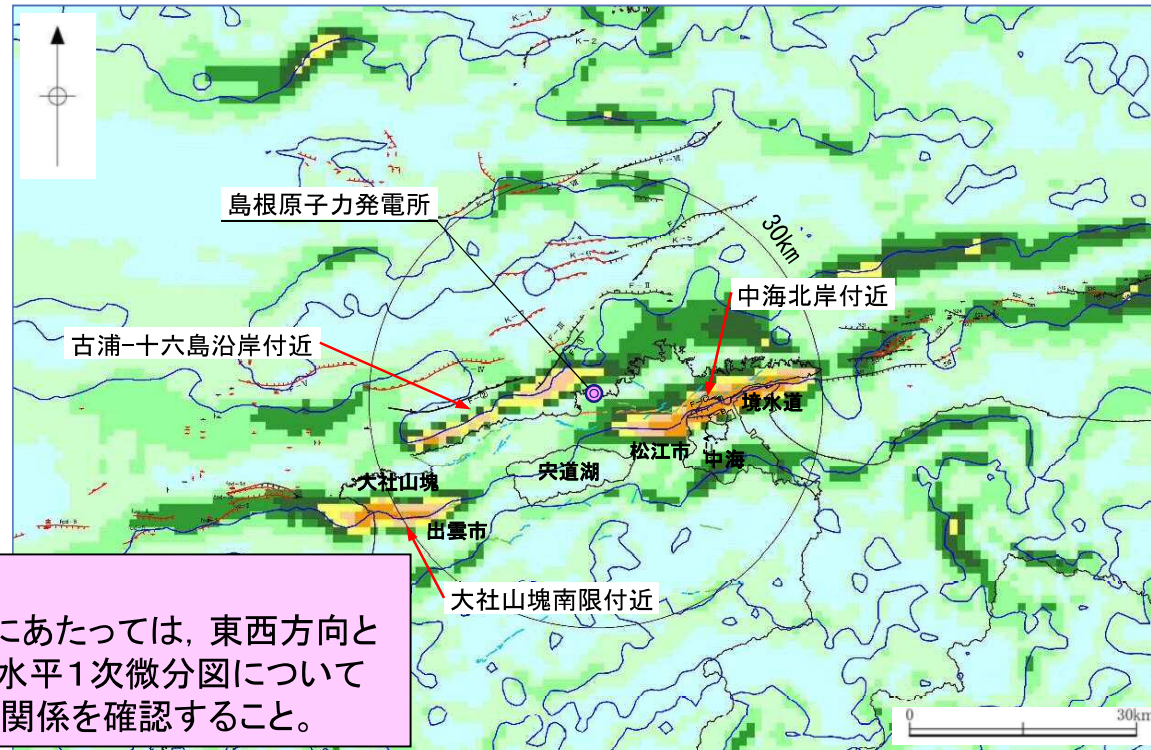 K-1
K-2
島根原子力発電所
30km
中海北岸付近
古浦−十六島沿岸付近
境水道
松江市
中海
宍道湖
大社山塊
出雲市
大社山塊南限付近
にあたっては，東西方向と
水平１次微分図について
関係を確認すること。
0 30km